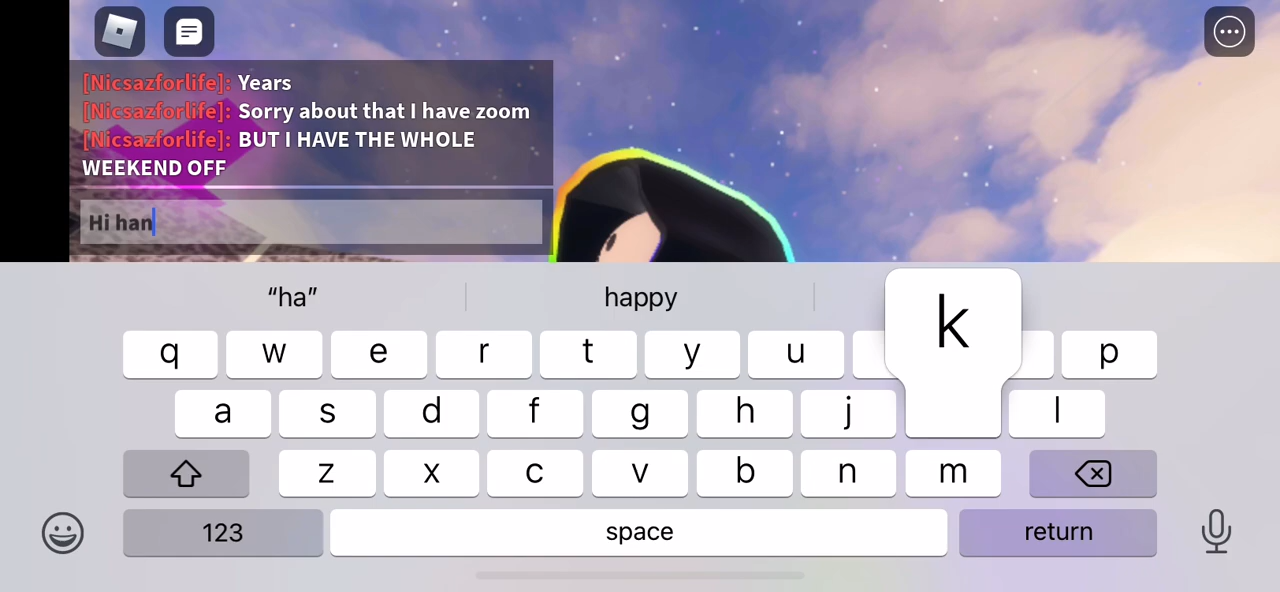 [Nicsazforlife]: Years
[Nicsazforlife]: Sorry about that I have zoom
[Nicsazforlife]: BUT I HAVE THE WHOLE
WEEKEND OFF
Hi han
“ha” happy
k
q w e r t y u p
a s d f g h j l
z x c v b n m
123 space return